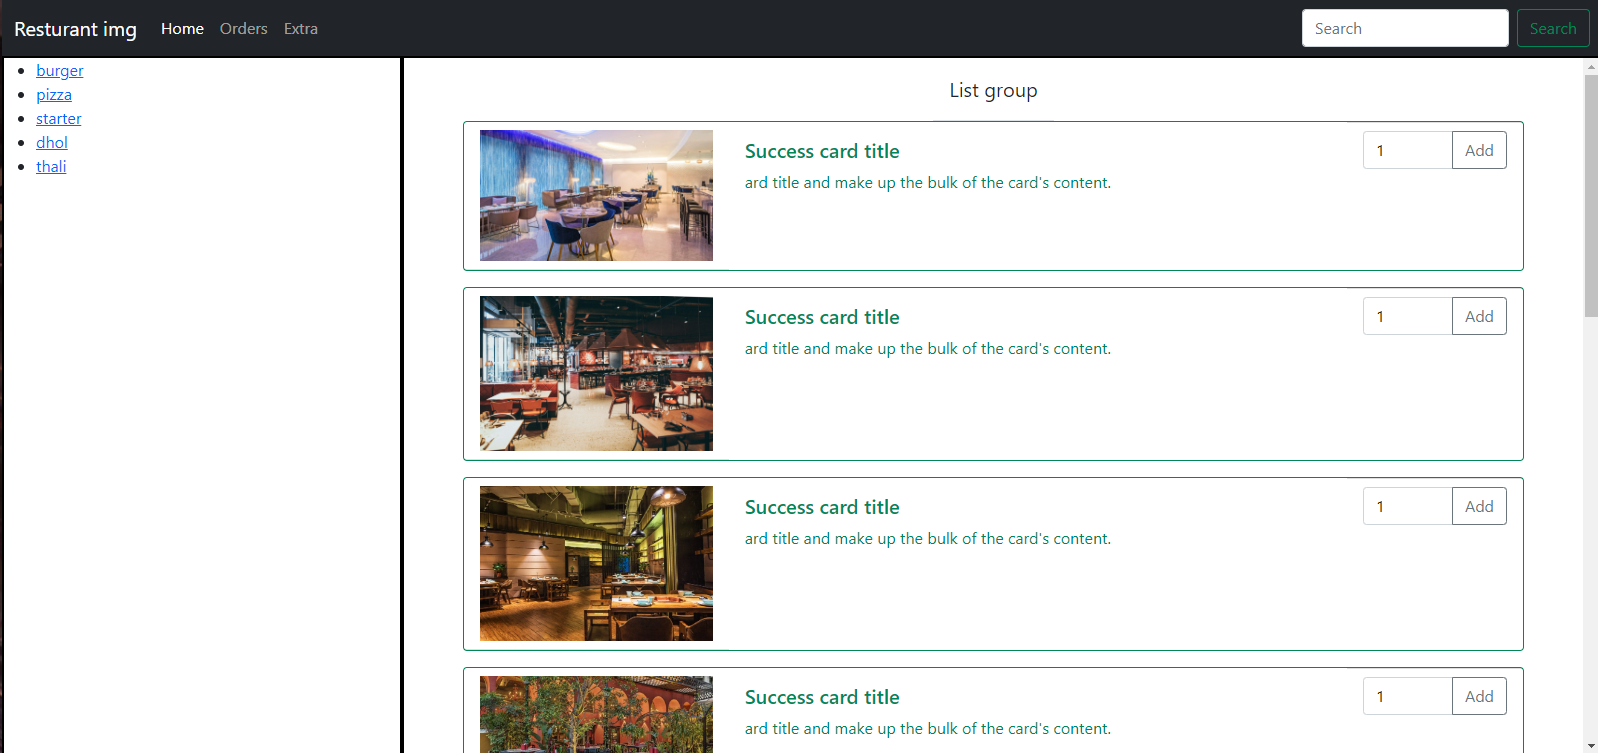 Resturant img Home Orders Extra Search Search
burger
pizza
starter
dhol
thali
List group
Success card title
ard title and make up the bulk of the card's content.
1 Add
Success card title
ard title and make up the bulk of the card's content.
1 Add
Success card title
ard title and make up the bulk of the card's content.
1 Add
Success card title
ard title and make up the bulk of the card's content.
1 Add